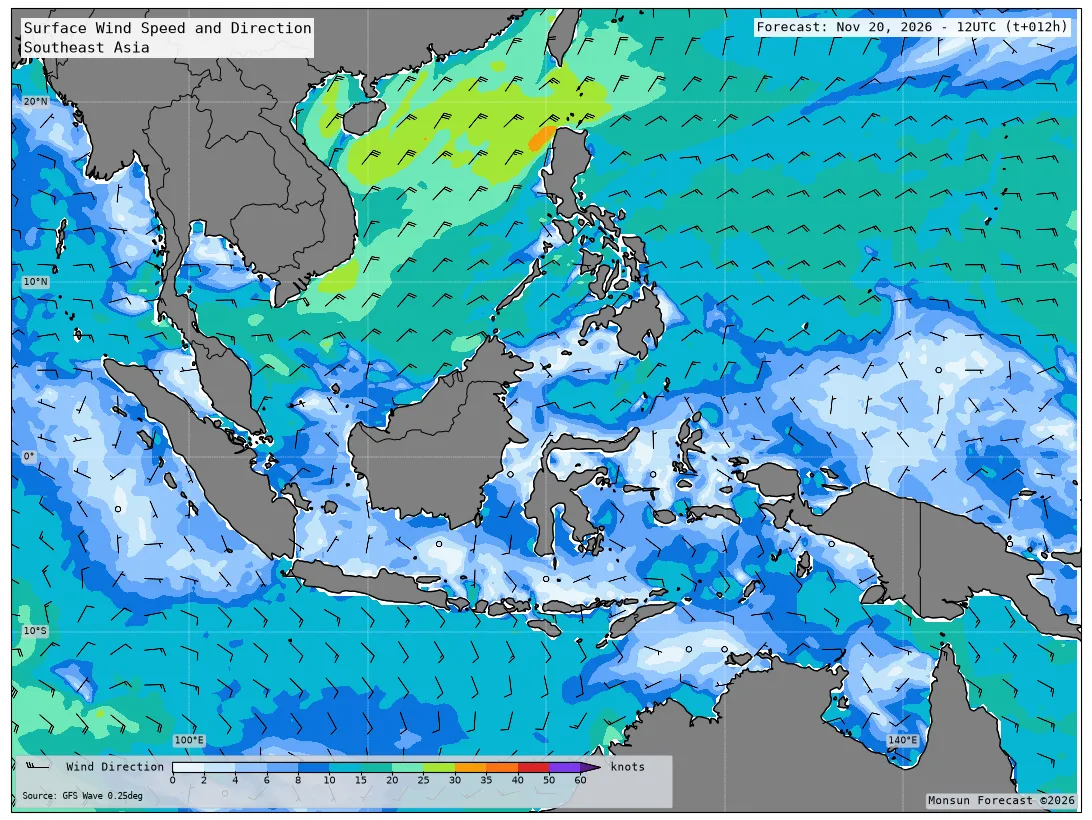 Surface Wind Speed and Direction
Southeast Asia
Forecast: Nov 20, 2026 - 12UTC (t+012h)
20°N
10°N
0°
10°S
100°E
140°E
Wind Direction
0 2 4 6 8 10 15 20 25 30 35 40 50 60
knots
Source: GFS Wave 0.25deg
Monsun Forecast ©2026